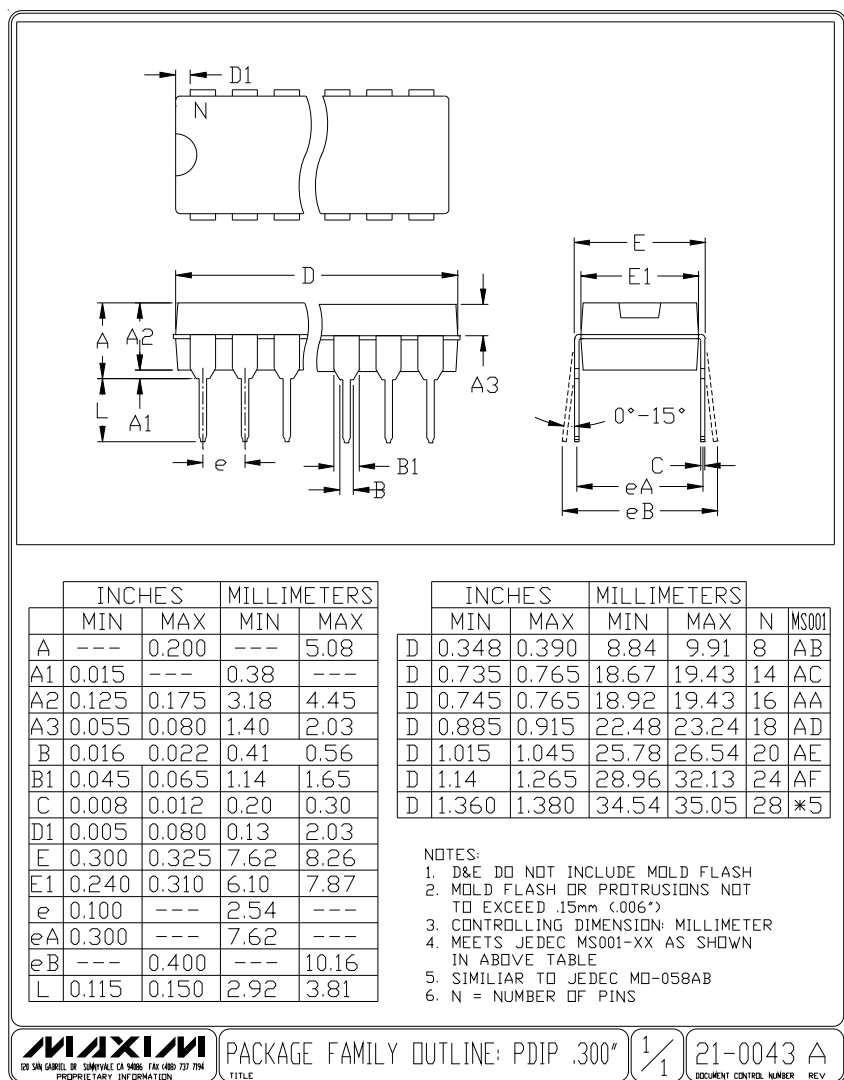 D1
N
D
E
E1
A
A2
A3
L
A1
0°-15°
e
B1
B
C
eA
eB
INCHES MILLIMETERS
MIN MAX MIN MAX
A --- 0.200 --- 5.08
A1 0.015 --- 0.38 ---
A2 0.125 0.175 3.18 4.45
A3 0.055 0.080 1.40 2.03
B 0.016 0.022 0.41 0.56
B1 0.045 0.065 1.14 1.65
C 0.008 0.012 0.20 0.30
D1 0.005 0.080 0.13 2.03
E 0.300 0.325 7.62 8.26
E1 0.240 0.310 6.10 7.87
e 0.100 --- 2.54 ---
eA 0.300 --- 7.62 ---
eB --- 0.400 --- 10.16
L 0.115 0.150 2.92 3.81
INCHES MILLIMETERS
MIN MAX MIN MAX N MS001
D 0.348 0.390 8.84 9.91 8 AB
D 0.735 0.765 18.67 19.43 14 AC
D 0.745 0.765 18.92 19.43 16 AA
D 0.885 0.915 22.48 23.24 18 AD
D 1.015 1.045 25.78 26.54 20 AE
D 1.14 1.265 28.96 32.13 24 AF
D 1.360 1.380 34.54 35.05 28 *5
NOTES:
1. D&E DO NOT INCLUDE MOLD FLASH
2. MOLD FLASH OR PROTRUSIONS NOT
TO EXCEED .15mm (.006")
3. CONTROLLING DIMENSION: MILLIMETER
4. MEETS JEDEC MS001-XX AS SHOWN
IN ABOVE TABLE
5. SIMILIAR TO JEDEC MO-058AB
6. N = NUMBER OF PINS
MAXIM
120 SAN GABRIEL DR SUNNYVALE CA 94086 FAX (408) 737 7194
PROPRIETARY INFORMATION
PACKAGE FAMILY OUTLINE: PDIP .300"
TITLE
1/1
21-0043 A
DOCUMENT CONTROL NUMBER REV